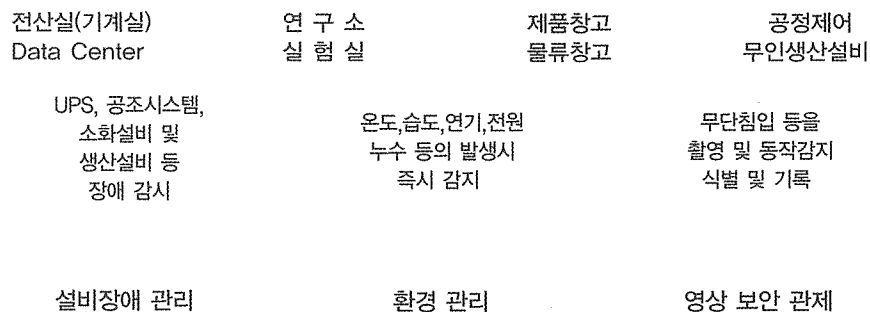 전산실(기계실)
Data Center
연 구 소
실 험 실
제품창고
물류창고
공정제어
무인생산설비
UPS, 공조시스템,
소화설비 및
생산설비 등
장애 감시
온도,습도,연기,전원
누수 등의 발생시
즉시 감지
무단침입 등을
촬영 및 동작감지
식별 및 기록
설비장애 관리
환경 관리
영상 보안 관제